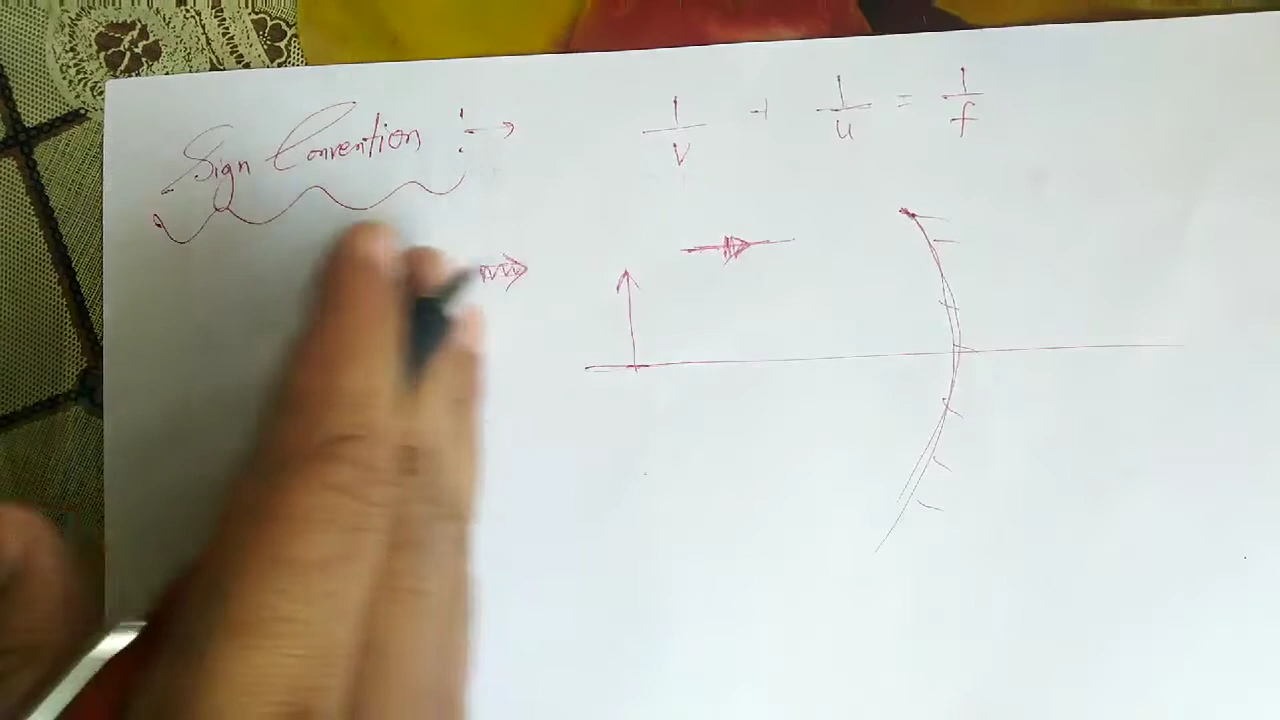 Sign Convention :→ 1/v + 1/u = 1/f